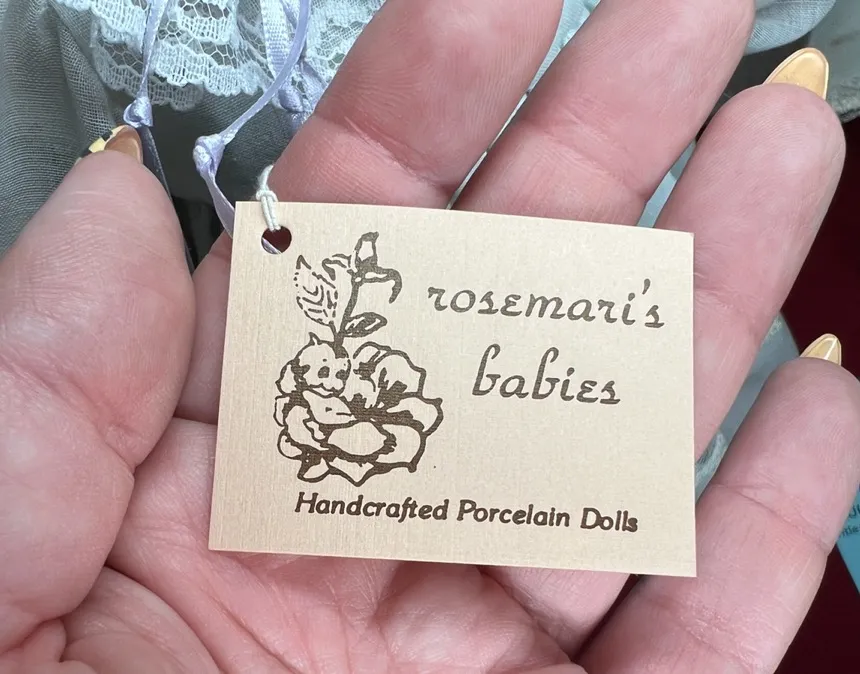 rosemari's
babies
Handcrafted Porcelain Dolls